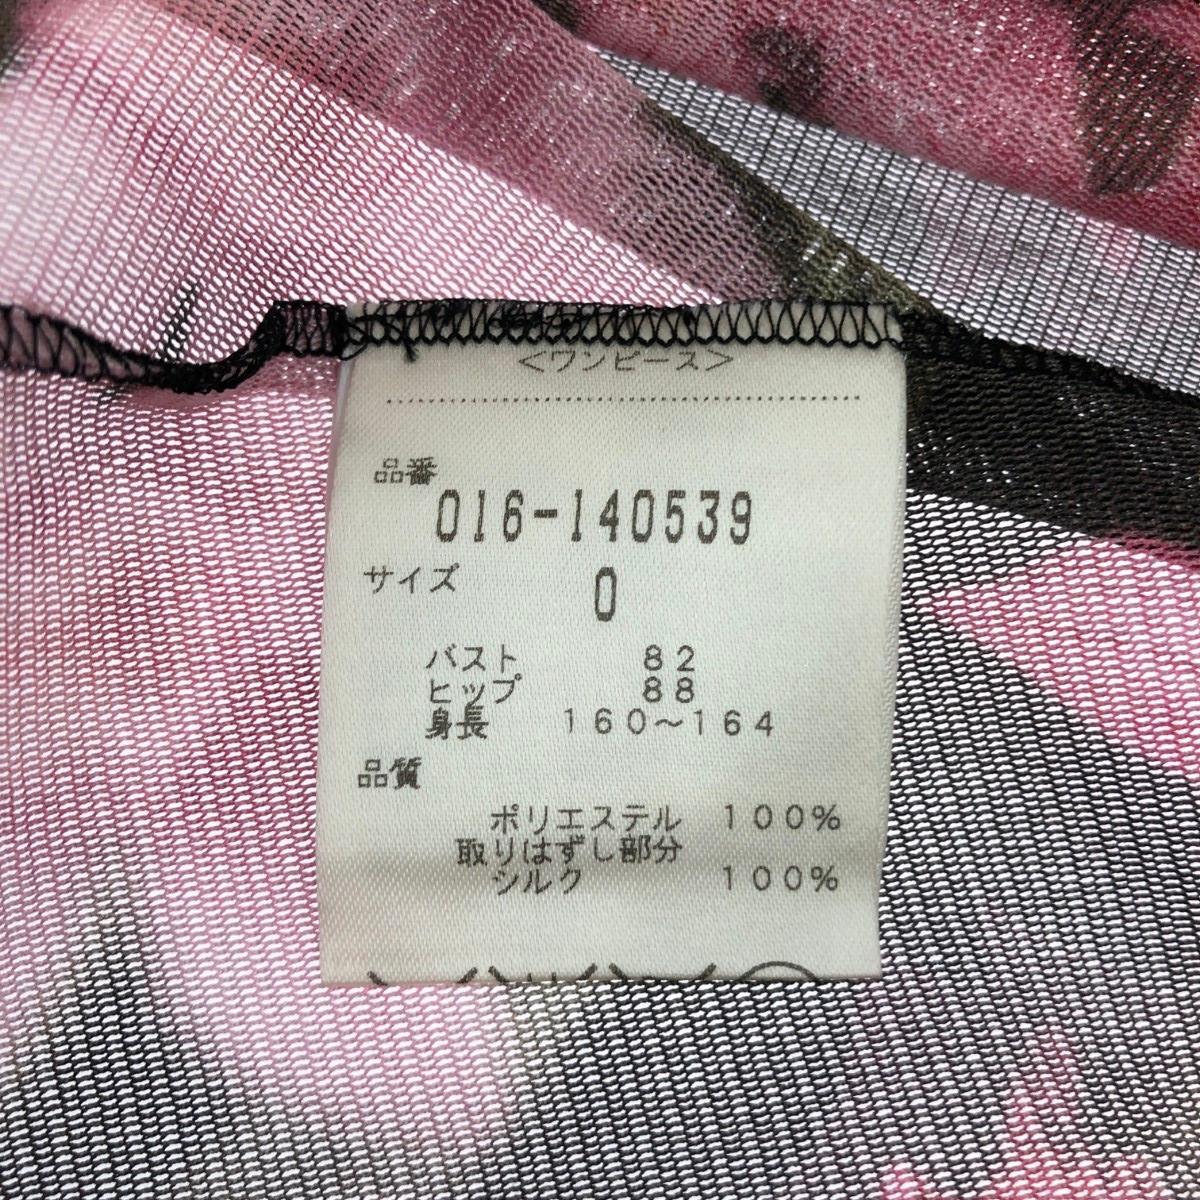 <ワンピース>
品番
016-140539
サイズ 0
バスト 82
ヒップ 88
身長 160～164
品質
ポリエステル 100%
取りはずし部分
シルク 100%